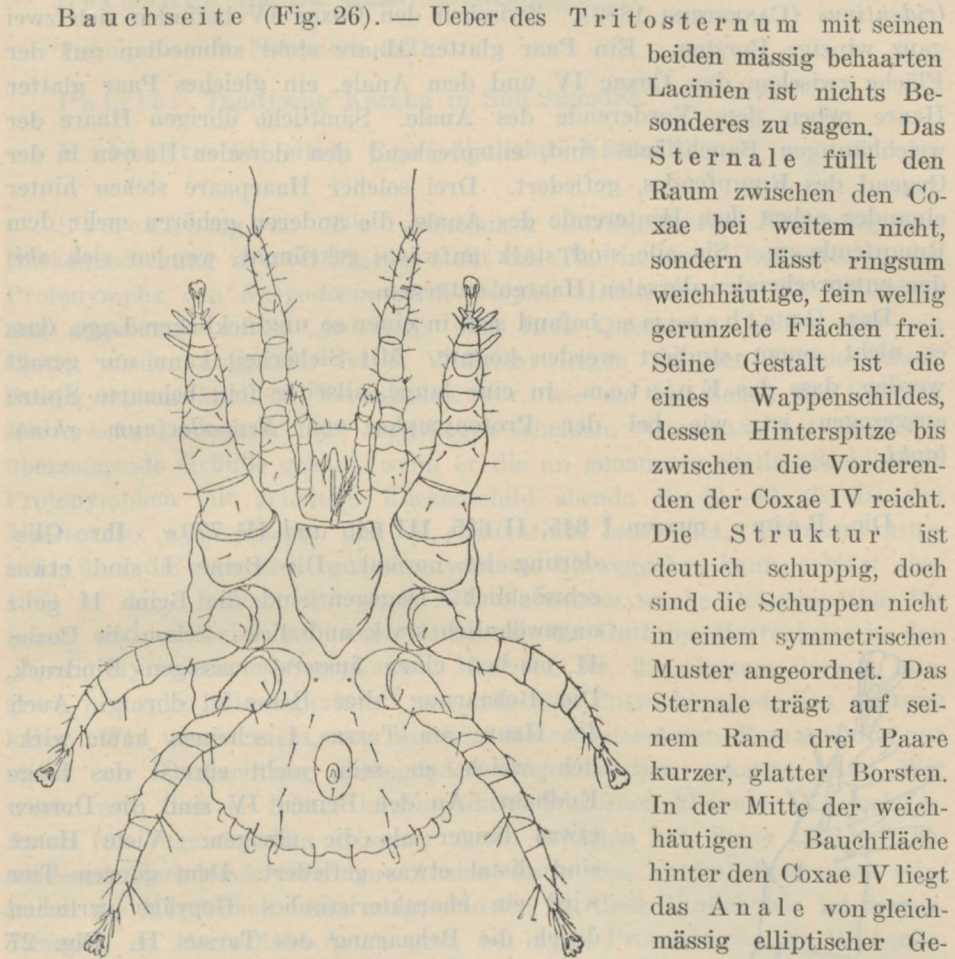 Bauchseite (Fig. 26). — Ueber des Tritosternum mit seinen
beiden mässig behaarten
Lacinien ist nichts Be-
sonderes zu sagen. Das
Sternale füllt den
Raum zwischen den Co-
xae bei weitem nicht,
sondern lässt ringsum
weichhäutige, fein wellig
gerunzelte Flächen frei.
Seine Gestalt ist die
eines Wappenschildes,
dessen Hinterspitze bis
zwischen die Vorderen-
den der Coxae IV reicht.
Die Struktur ist
deutlich schuppig, doch
sind die Schuppen nicht
in einem symmetrischen
Muster angeordnet. Das
Sternale trägt auf sei-
nem Rand drei Paare
kurzer, glatter Borsten.
In der Mitte der weich-
häutigen Bauchfläche
hinter den Coxae IV liegt
das Anale von gleich-
mässig elliptischer Ge-